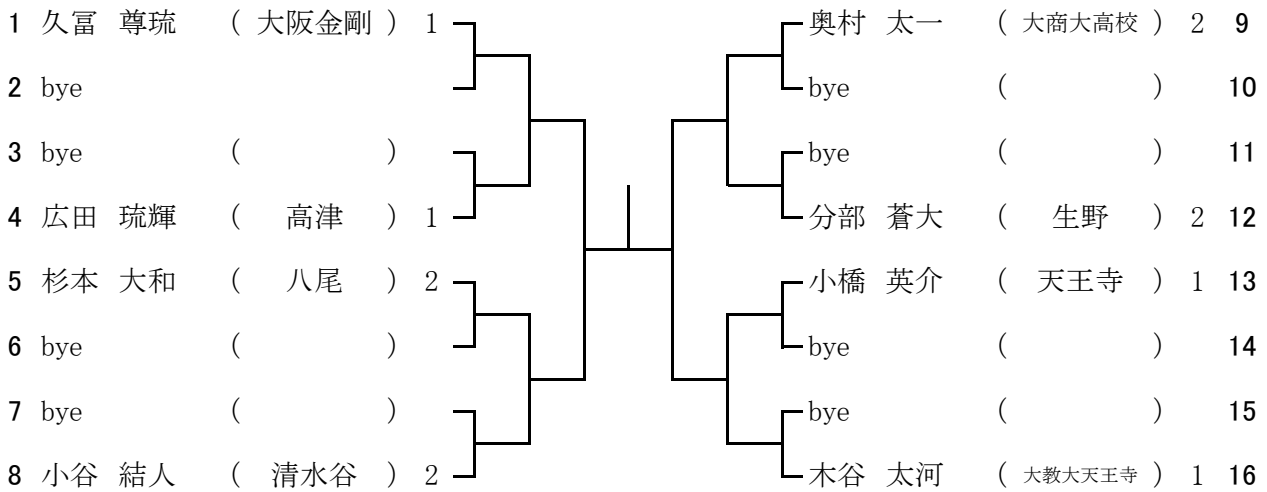 1 久冨 尊琉 ( 大阪金剛 ) 1
2 bye
3 bye ( )
4 広田 琉輝 ( 高津 ) 1
5 杉本 大和 ( 八尾 ) 2
6 bye ( )
7 bye ( )
8 小谷 結人 ( 清水谷 ) 2
奥村 太一 ( 大商大高校 ) 2 9
bye ( ) 10
bye ( ) 11
分部 蒼大 ( 生野 ) 2 12
小橋 英介 ( 天王寺 ) 1 13
bye ( ) 14
bye ( ) 15
木谷 太河 ( 大教大天王寺 ) 1 16